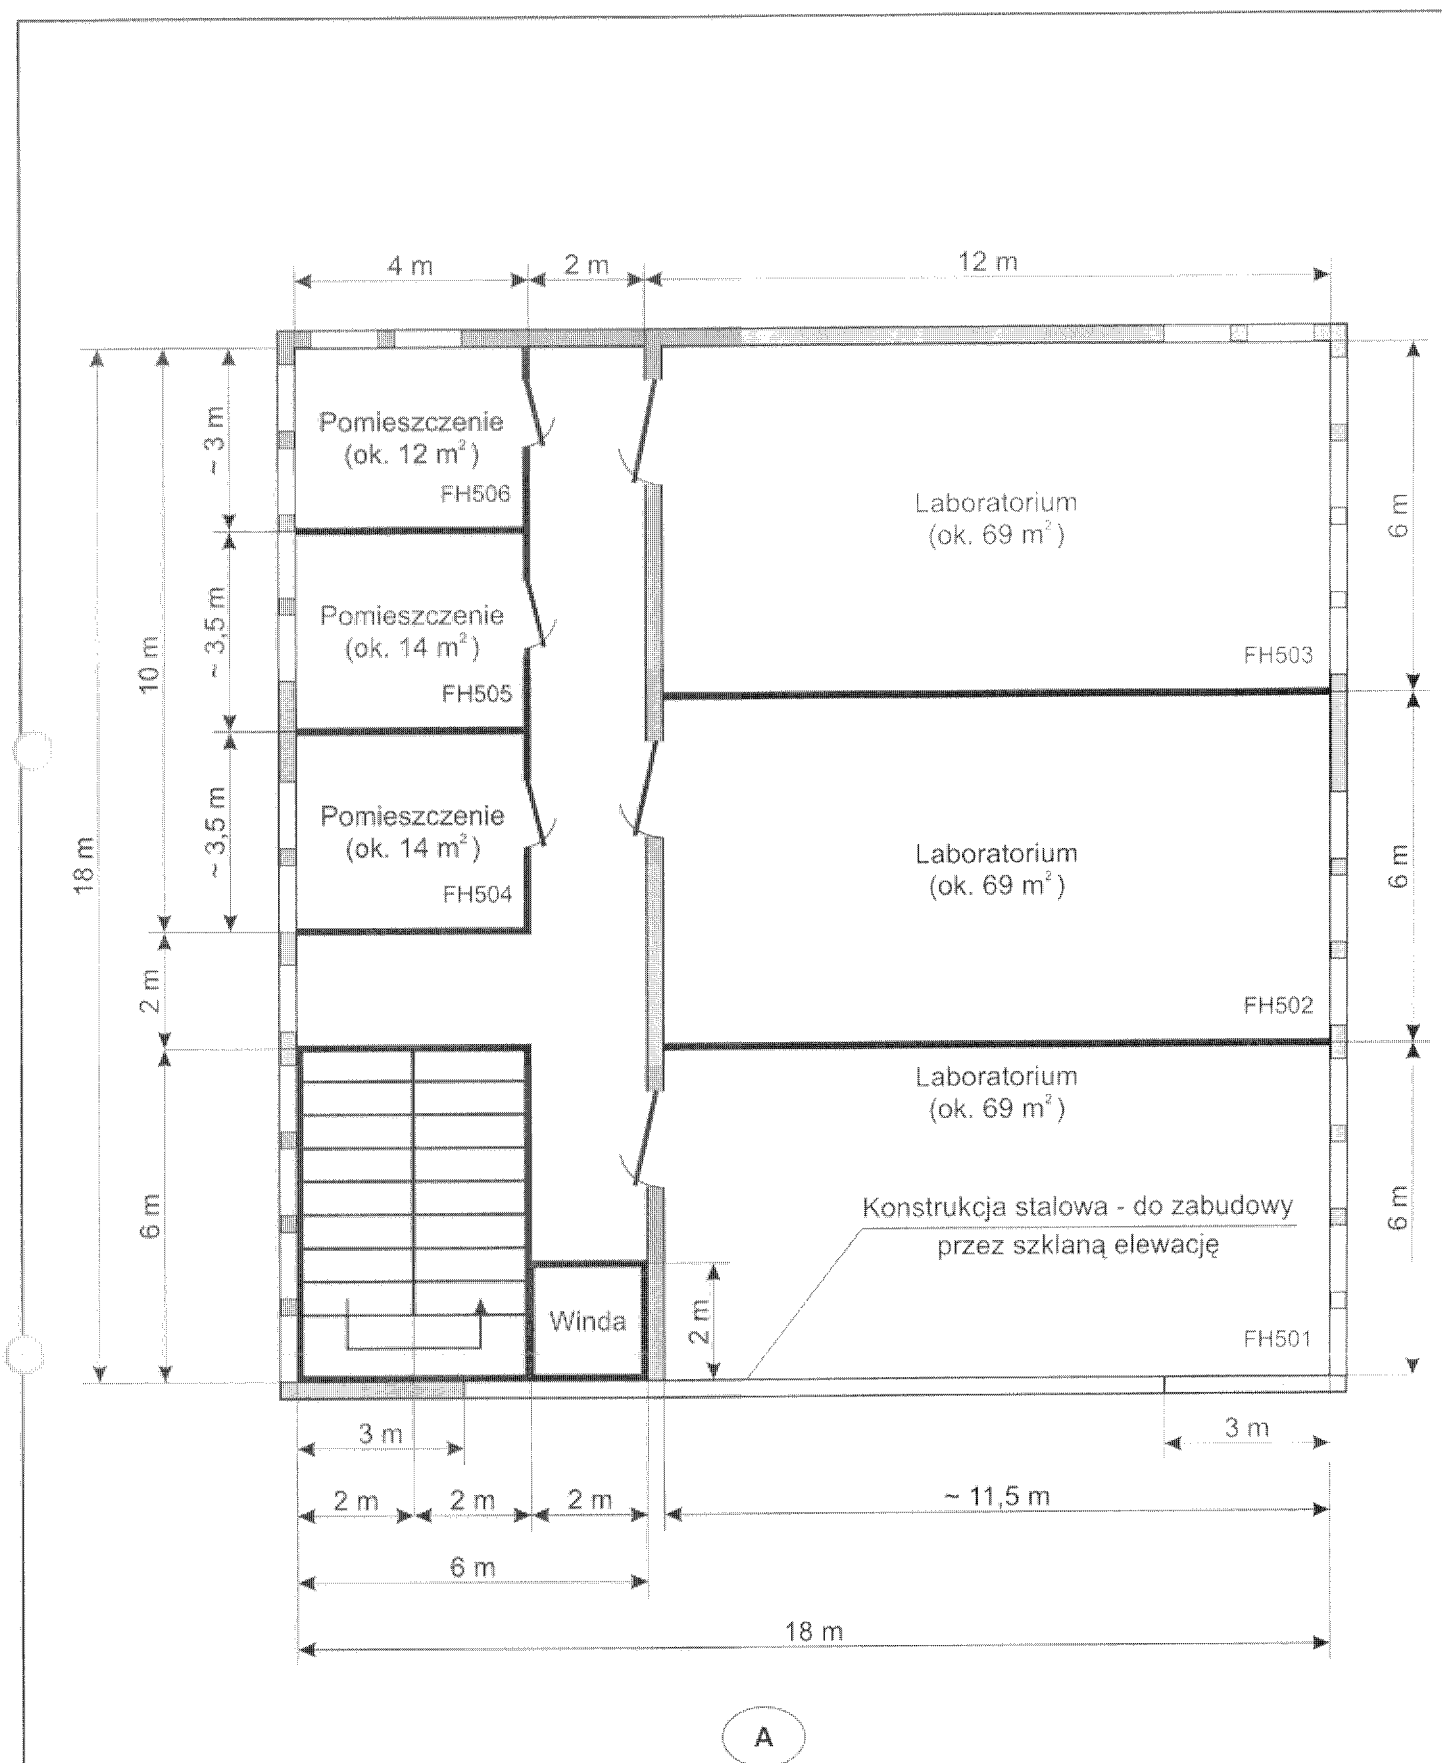 4 m
2 m
12 m
Pomieszczenie
(ok. 12 m²)
FH506
~ 3 m
Laboratorium
(ok. 69 m²)
FH503
6 m
Pomieszczenie
(ok. 14 m²)
FH505
~ 3,5 m
10 m
18 m
Pomieszczenie
(ok. 14 m²)
FH504
~ 3,5 m
Laboratorium
(ok. 69 m²)
FH502
6 m
2 m
Laboratorium
(ok. 69 m²)
6 m
Konstrukcja stalowa - do zabudowy
przez szklaną elewację
6 m
Winda
2 m
FH501
3 m
3 m
2 m
2 m
2 m
~ 11,5 m
6 m
18 m
A